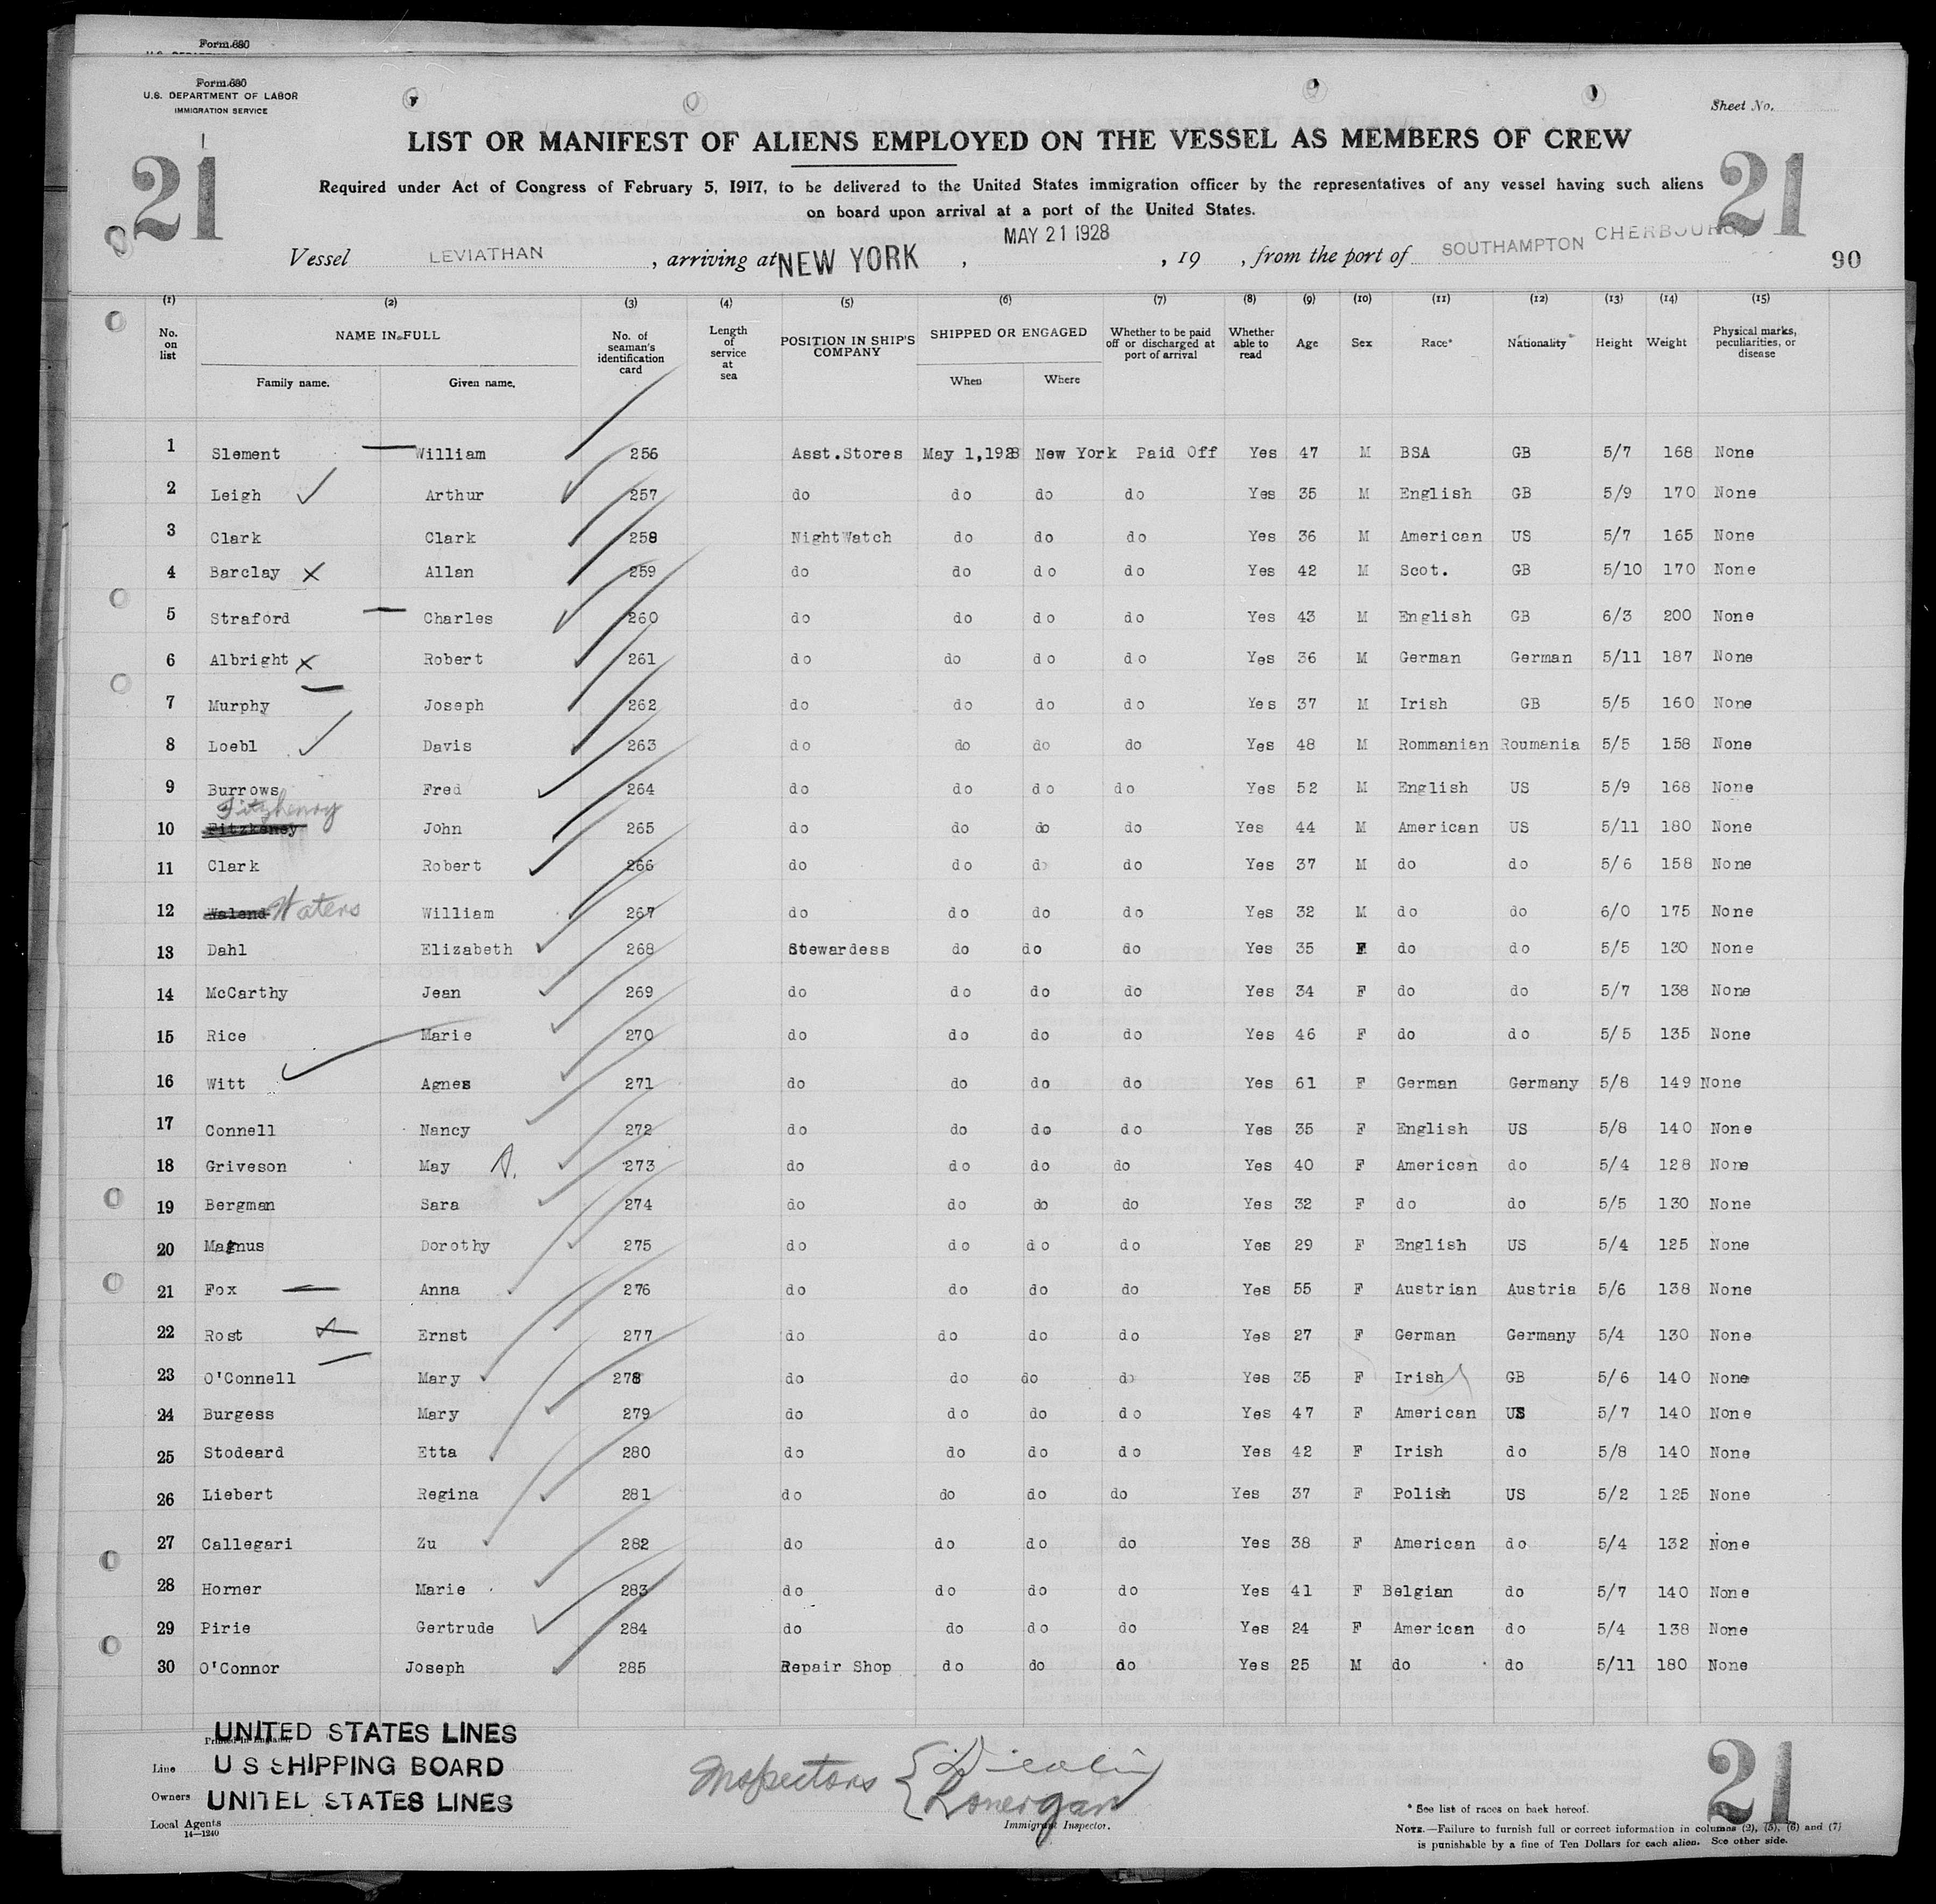 Form 680
Form 680
U.S. DEPARTMENT OF LABOR
IMMIGRATION SERVICE
Sheet No.
21
21
LIST OR MANIFEST OF ALIENS EMPLOYED ON THE VESSEL AS MEMBERS OF CREW
Required under Act of Congress of February 5, 1917, to be delivered to the United States immigration officer by the representatives of any vessel having such aliens
on board upon arrival at a port of the United States.
Vessel LEVIATHAN, arriving at NEW YORK, MAY 21 1928, 19 , from the port of SOUTHAMPTON CHERBOURG
90
(1) (2) (3) (4) (5) (6) (7) (8) (9) (10) (11) (12) (13) (14) (15)
No. on list NAME IN FULL Family name. Given name. No. of seaman's identification card Length of service at sea POSITION IN SHIP'S COMPANY SHIPPED OR ENGAGED When Where Whether to be paid off or discharged at port of arrival Whether able to read Age Sex Race* Nationality Height Weight Physical marks, peculiarities, or disease
1 Slement William 256 Asst.Stores May 1,1928 New York Paid Off Yes 47 M BSA GB 5/7 168 None
2 Leigh Arthur 257 do do do do Yes 35 M English GB 5/9 170 None
3 Clark Clark 258 NightWatch do do do Yes 36 M American US 5/7 165 None
4 Barclay Allan 259 do do do do Yes 42 M Scot. GB 5/10 170 None
5 Straford Charles 260 do do do do Yes 43 M English GB 6/3 200 None
6 Albright Robert 261 do do do do Yes 36 M German German 5/11 187 None
7 Murphy Joseph 262 do do do do Yes 37 M Irish GB 5/5 160 None
8 Loebl Davis 263 do do do do Yes 48 M Rommanian Roumania 5/5 158 None
9 Burrows Fred 264 do do do do Yes 52 M English US 5/9 168 None
Fitzhenry
10 Fitzkeney John 265 do do do do Yes 44 M American US 5/11 180 None
11 Clark Robert 266 do do do do Yes 37 M do do 5/6 158 None
12 Walend Waters William 267 do do do do Yes 32 M do do 6/0 175 None
13 Dahl Elizabeth 268 Stewardess do do do Yes 35 F do do 5/5 130 None
14 McCarthy Jean 269 do do do do Yes 34 F do do 5/7 138 None
15 Rice Marie 270 do do do do Yes 46 F do do 5/5 135 None
16 Witt Agnes 271 do do do do Yes 61 F German Germany 5/8 149 None
17 Connell Nancy 272 do do do do Yes 35 F English US 5/8 140 None
18 Griveson May 273 do do do do Yes 40 F American do 5/4 128 None
19 Bergman Sara 274 do do do do Yes 32 F do do 5/5 130 None
20 Magnus Dorothy 275 do do do do Yes 29 F English US 5/4 125 None
21 Fox Anna 276 do do do do Yes 55 F Austrian Austria 5/6 138 None
22 Rost Ernst 277 do do do do Yes 27 F German Germany 5/4 130 None
23 O'Connell Mary 278 do do do do Yes 35 F Irish GB 5/6 140 None
24 Burgess Mary 279 do do do do Yes 47 F American US 5/7 140 None
25 Stodeard Etta 280 do do do do Yes 42 F Irish do 5/8 140 None
26 Liebert Regina 281 do do do do Yes 37 F Polish US 5/2 125 None
27 Callegari Zu 282 do do do do Yes 38 F American do 5/4 132 None
28 Horner Marie 283 do do do do Yes 41 F Belgian do 5/7 140 None
29 Pirie Gertrude 284 do do do do Yes 24 F American do 5/4 138 None
30 O'Connor Joseph 285 Repair Shop do do do Yes 25 M do do 5/11 180 None
UNITED STATES LINES
Printed in England.
Line U S SHIPPING BOARD
Owners UNITED STATES LINES
Local Agents
14—1240
Inspectors
Lonergan
Immigrant Inspector.
21
* See list of races on back hereof.
NOTE.—Failure to furnish full or correct information in columns (2), (5), (6) and (7)
is punishable by a fine of Ten Dollars for each alien. See other side.